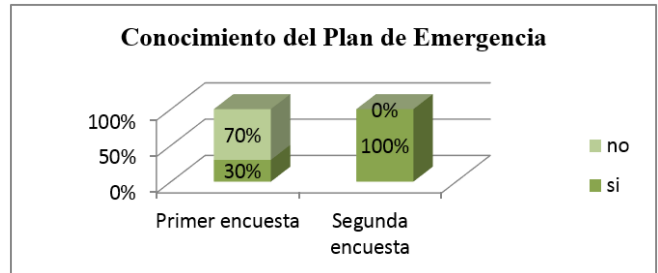 Conocimiento del Plan de Emergencia
100%
50%
0%
70%
30%
0%
100%
no
si
Primer encuesta
Segunda
encuesta